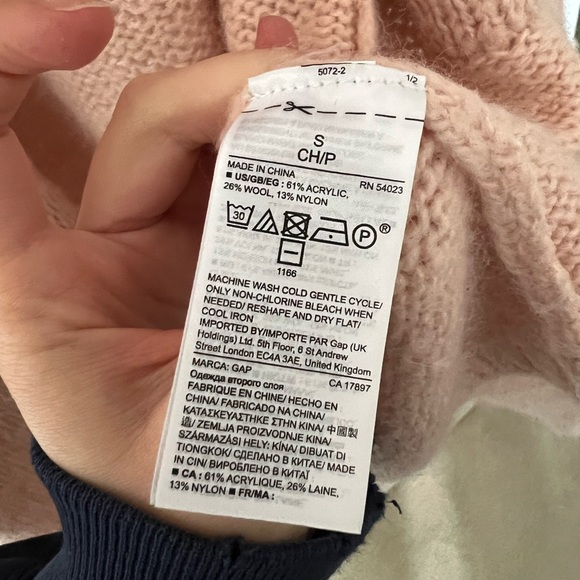 5072-2
1/2
S
CH/P
MADE IN CHINA RN 54023
■ US/GB/EG : 61% ACRYLIC,
26% WOOL, 13% NYLON
30 P ®
1166
MACHINE WASH COLD GENTLE CYCLE/
ONLY NON-CHLORINE BLEACH WHEN
NEEDED/ RESHAPE AND DRY FLAT/
COOL IRON
IMPORTED BY/IMPORTE PAR Gap (UK
Holdings) Ltd. 5th Floor, 6 St Andrew
Street London EC4A 3AE, United Kingdom
MARCA: GAP CA 17897
Одежда второго слоя
FABRIQUE EN CHINE/ HECHO EN
CHINA/ FABRICADO NA CHINA/
ΚΑΤΑΣΚΕΥΑΣΤΗΚΕ ΣΤΗΝ ΚΙΝΑ/ 中國製
造/ ZEMLJA PROIZVODNJE KINA/
SZÁRMAZÁSI HELY: KÍNA/ DIBUAT DI
TIONGKOK/ СДЕЛАНО В КИТАЕ/ MADE
IN CIN/ ВИРОБЛЕНО В КИТАЇ
■ CA : 61% ACRYLIQUE, 26% LAINE,
13% NYLON ■ FR/MA :